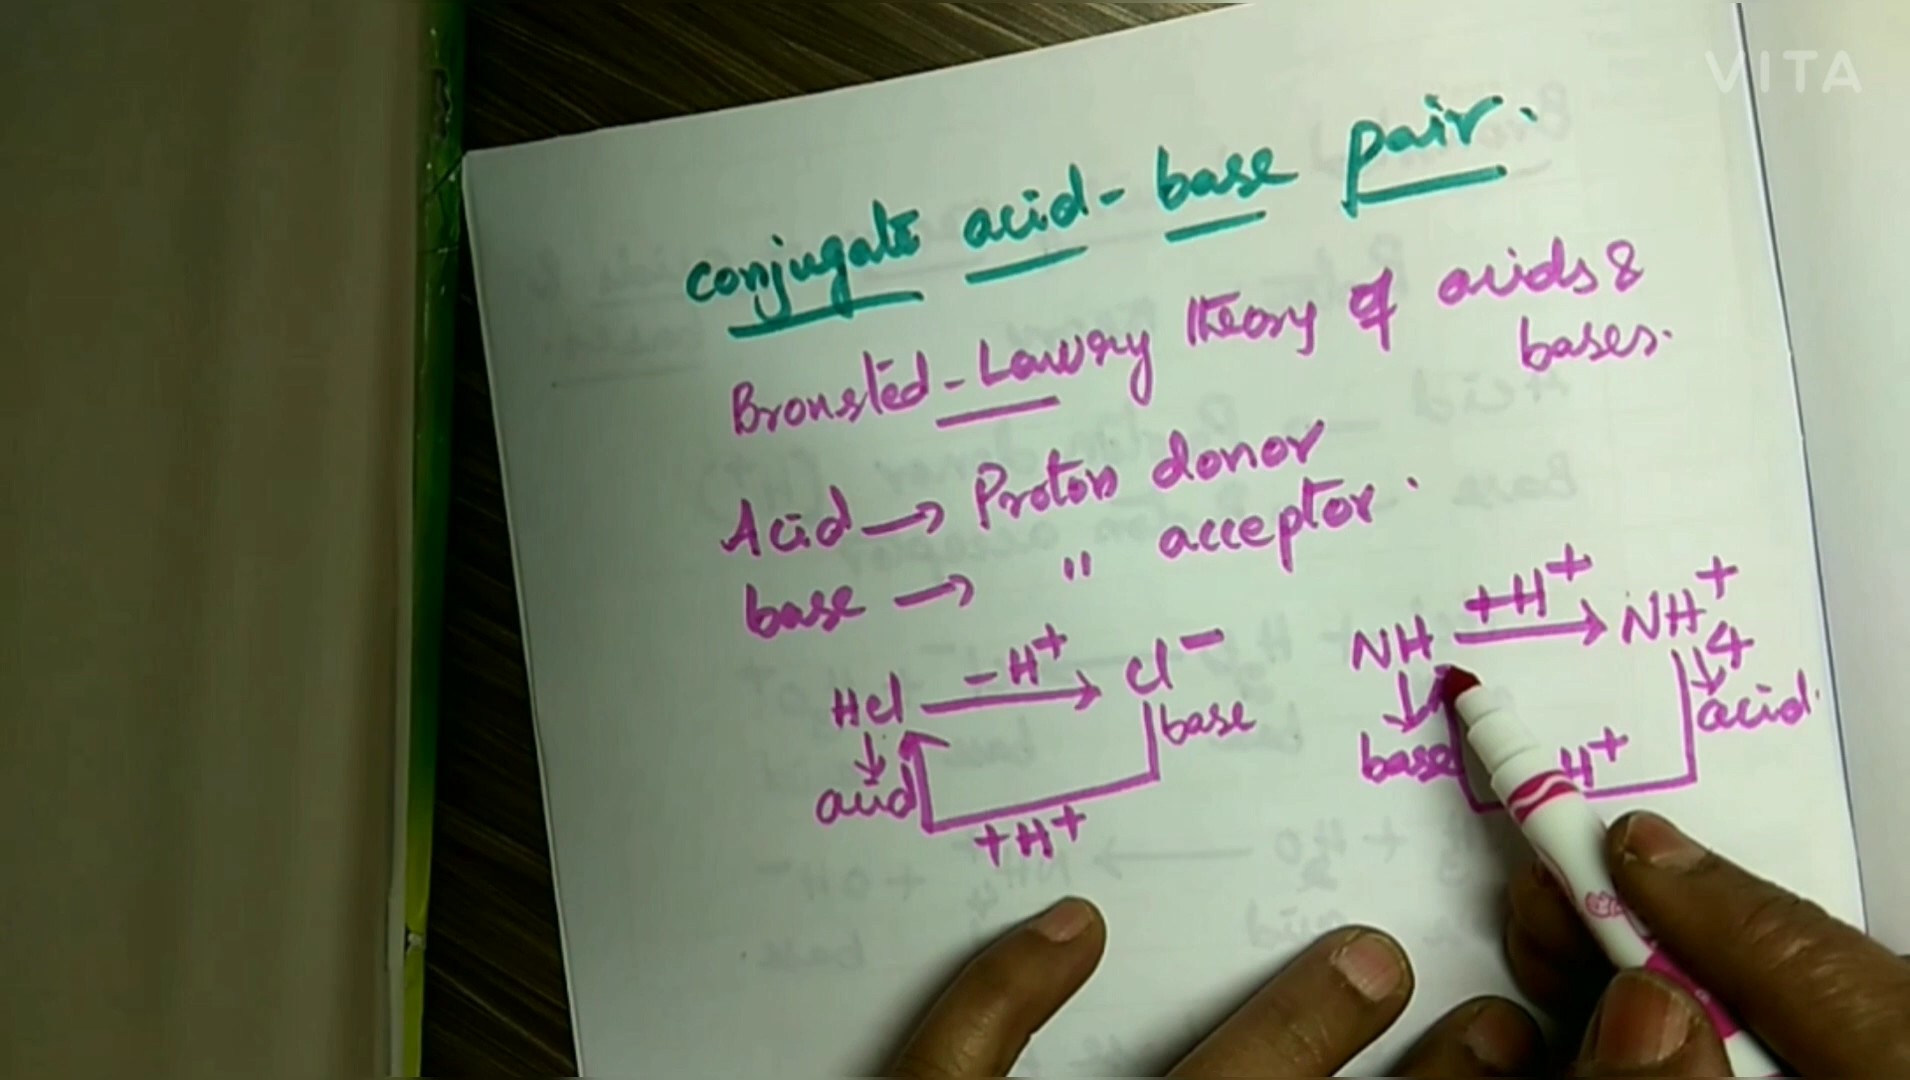 VITA
conjugate acid-base pair.
Bronsted-Lowry theory of acids &
bases.
Acid → Proton donor
base → " acceptor.
HCl -H⁺ → Cl⁻
acid
base
+H⁺
NH +H⁺ → NH₄⁺
base
acid.
H⁺